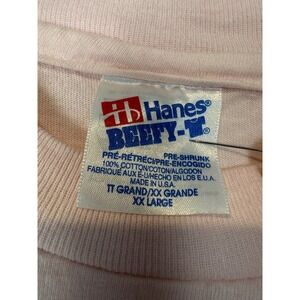 Hanes®
BEEFY-T®
PRÉ-RÉTRÉCI/PRE-ENCOGIDO PRE-SHRUNK
100% COTTON/COTON/ALGODON
FABRIQUÉ AUX E-U/HECHO EN LOS E.U.A.
MADE IN U.S.A.
TT GRAND/XX GRANDE
XX LARGE